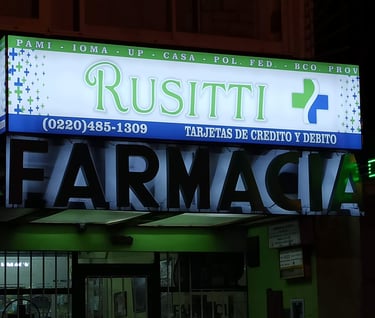 PAMI · IOMA · UP · CASA · POL. FED. · BCO PROV
RUSITTI
(0220)485-1309 TARJETAS DE CREDITO Y DEBITO
FARMACIA